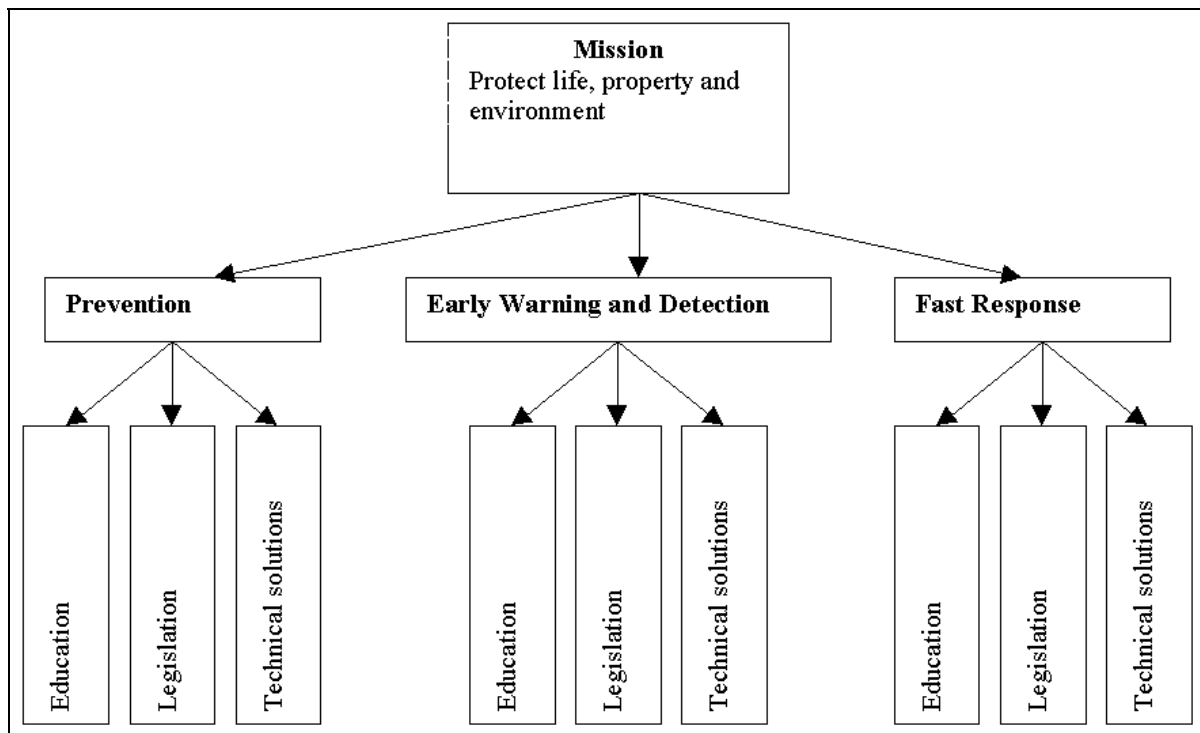 Mission
Protect life, property and
environment
Prevention
Early Warning and Detection
Fast Response
Education
Legislation
Technical solutions
Education
Legislation
Technical solutions
Education
Legislation
Technical solutions